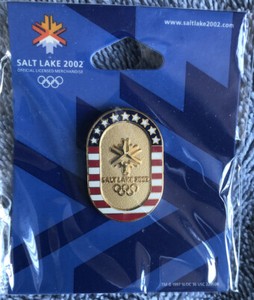 www.saltlake2002.com
SALT LAKE 2002
OFFICIAL LICENSED MERCHANDISE
SALT LAKE 2002